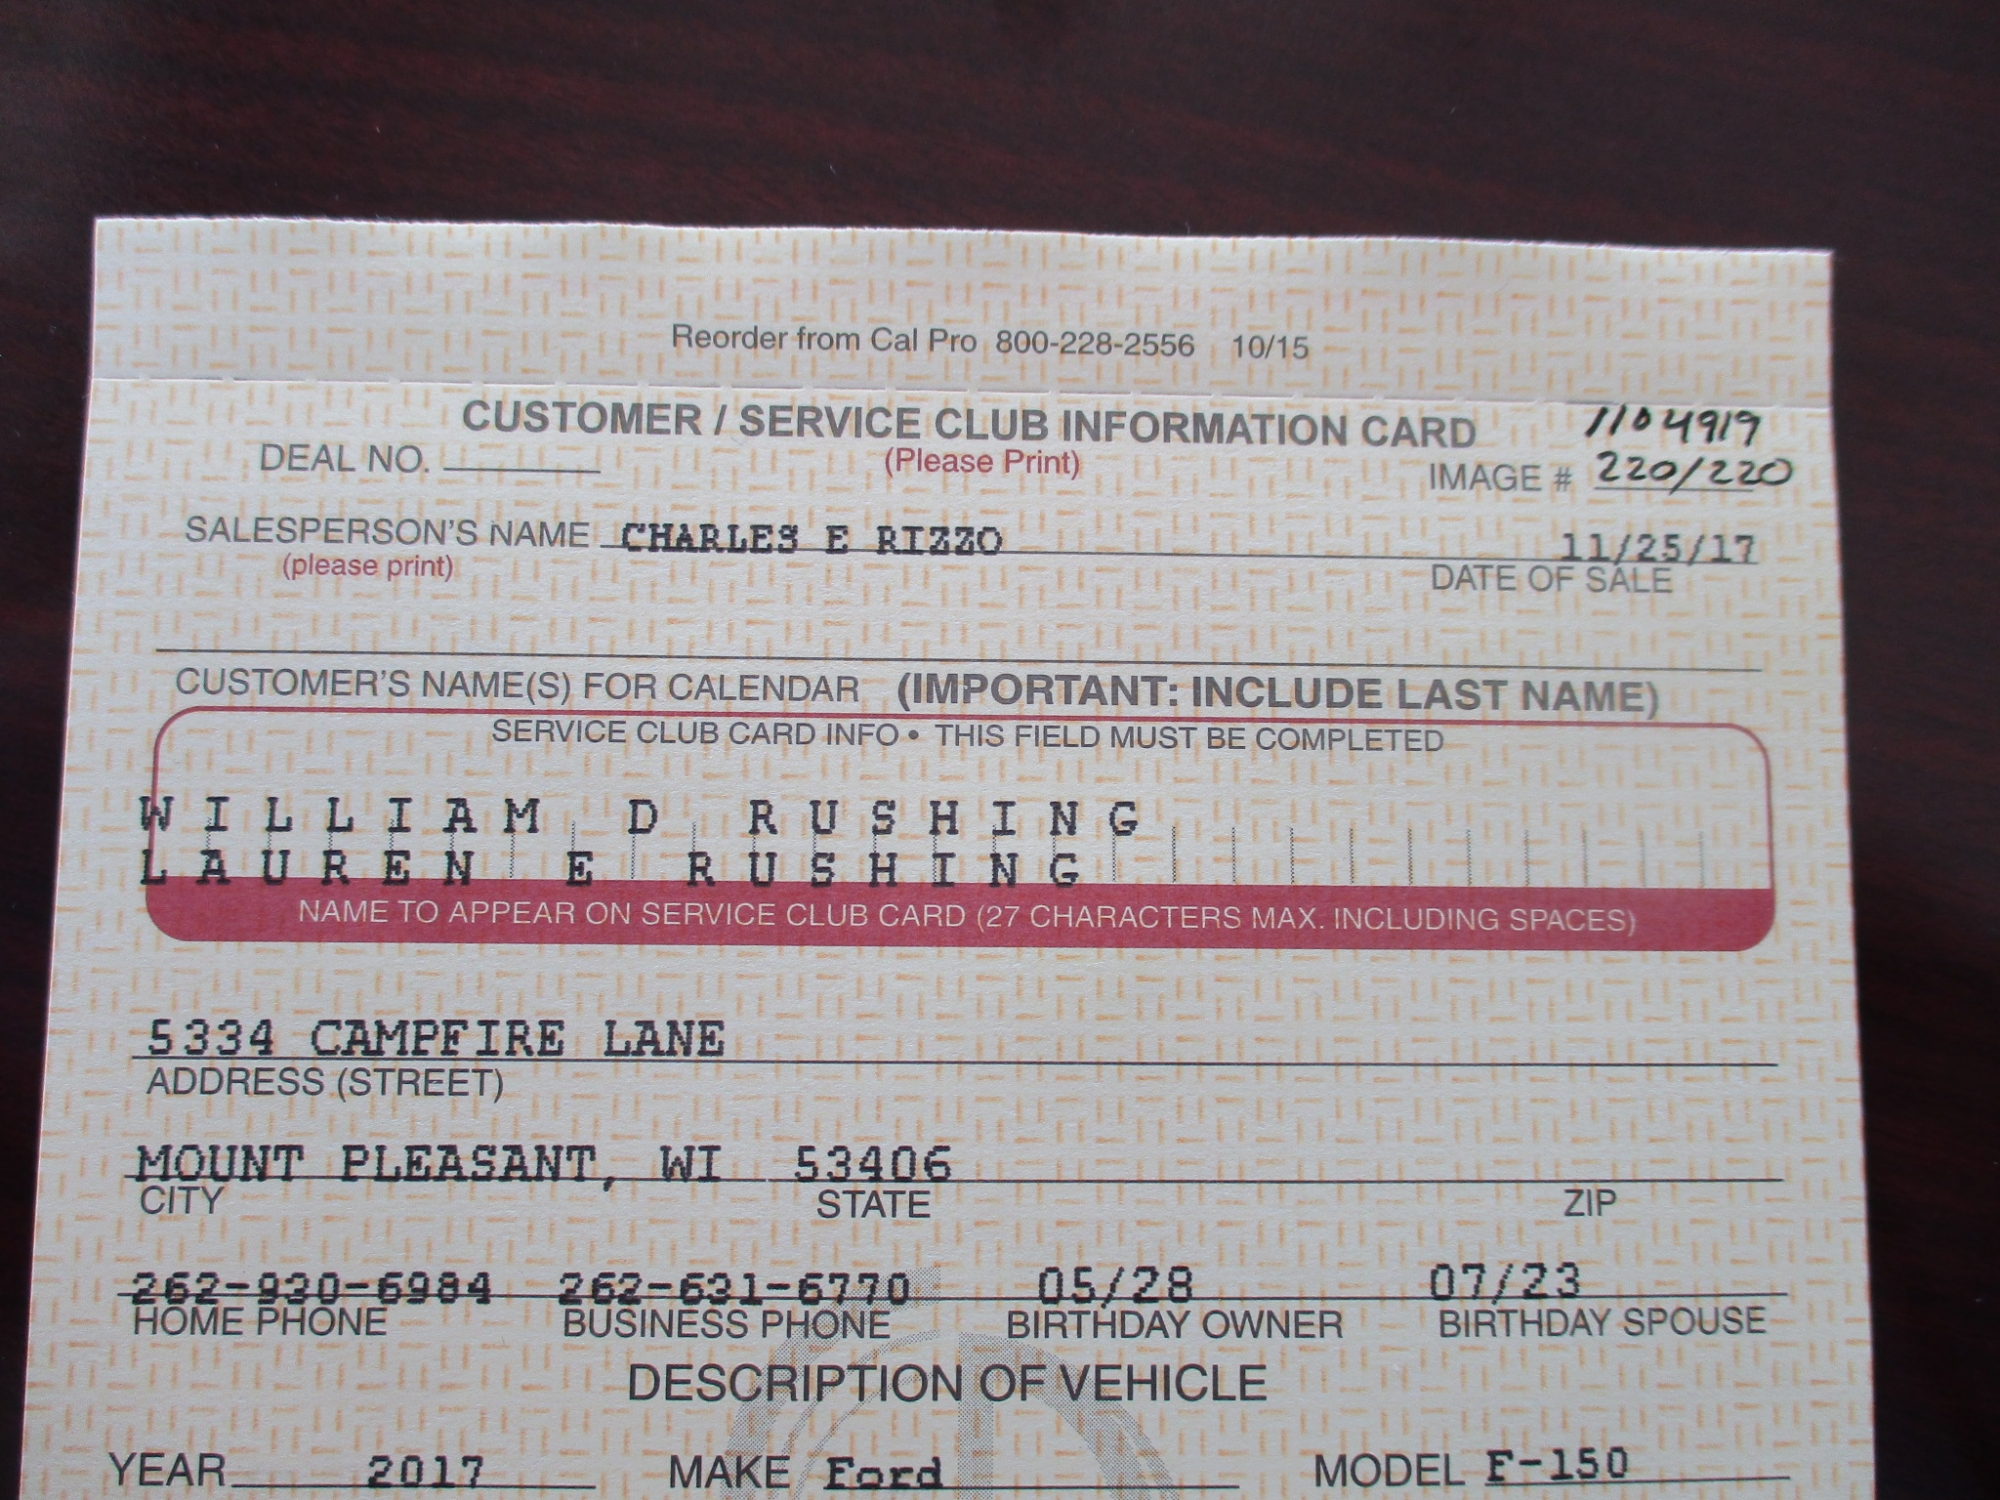 Reorder from Cal Pro 800-228-2556 10/15
CUSTOMER / SERVICE CLUB INFORMATION CARD 1104919
DEAL NO. (Please Print) IMAGE # 220/220
SALESPERSON'S NAME CHARLES E RIZZO 11/25/17
(please print) DATE OF SALE
CUSTOMER'S NAME(S) FOR CALENDAR (IMPORTANT: INCLUDE LAST NAME)
SERVICE CLUB CARD INFO • THIS FIELD MUST BE COMPLETED
WILLIAM D RUSHING
LAUREN E RUSHING
NAME TO APPEAR ON SERVICE CLUB CARD (27 CHARACTERS MAX. INCLUDING SPACES)
5334 CAMPFIRE LANE
ADDRESS (STREET)
MOUNT PLEASANT, WI 53406
CITY STATE ZIP
262-930-6984 262-631-6770 05/28 07/23
HOME PHONE BUSINESS PHONE BIRTHDAY OWNER BIRTHDAY SPOUSE
DESCRIPTION OF VEHICLE
YEAR 2017 MAKE Ford MODEL F-150